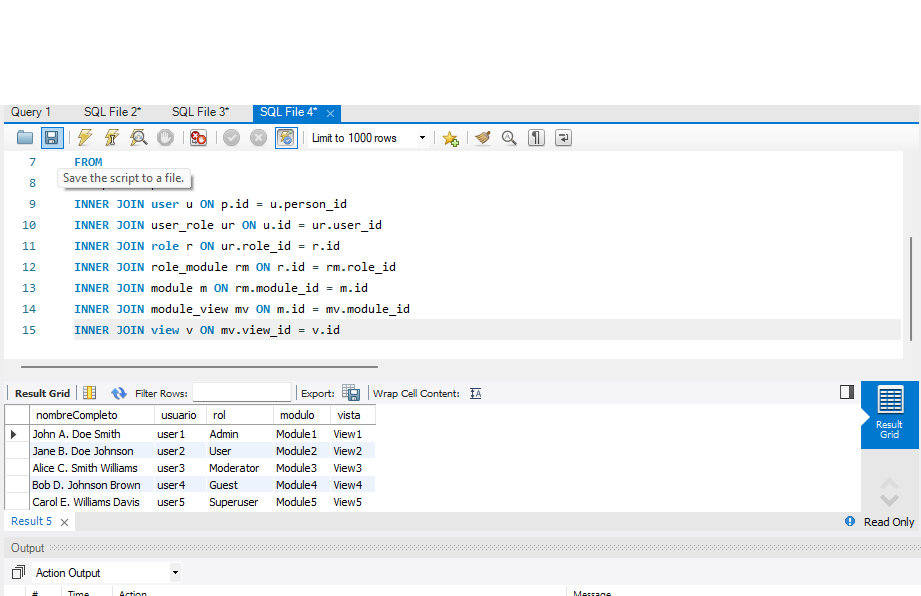 Query 1 SQL File 2* SQL File 3* SQL File 4*
Limit to 1000 rows
7 FROM
Save the script to a file.
8
9 INNER JOIN user u ON p.id = u.person_id
10 INNER JOIN user_role ur ON u.id = ur.user_id
11 INNER JOIN role r ON ur.role_id = r.id
12 INNER JOIN role_module rm ON r.id = rm.role_id
13 INNER JOIN module m ON rm.module_id = m.id
14 INNER JOIN module_view mv ON m.id = mv.module_id
15 INNER JOIN view v ON mv.view_id = v.id
Result Grid Filter Rows: Export: Wrap Cell Content:
nombreCompleto usuario rol modulo vista
John A. Doe Smith user1 Admin Module1 View1
Jane B. Doe Johnson user2 User Module2 View2
Alice C. Smith Williams user3 Moderator Module3 View3
Bob D. Johnson Brown user4 Guest Module4 View4
Carol E. Williams Davis user5 Superuser Module5 View5
Result
Grid
Result 5 Read Only
Output
Action Output
# Time Action Message